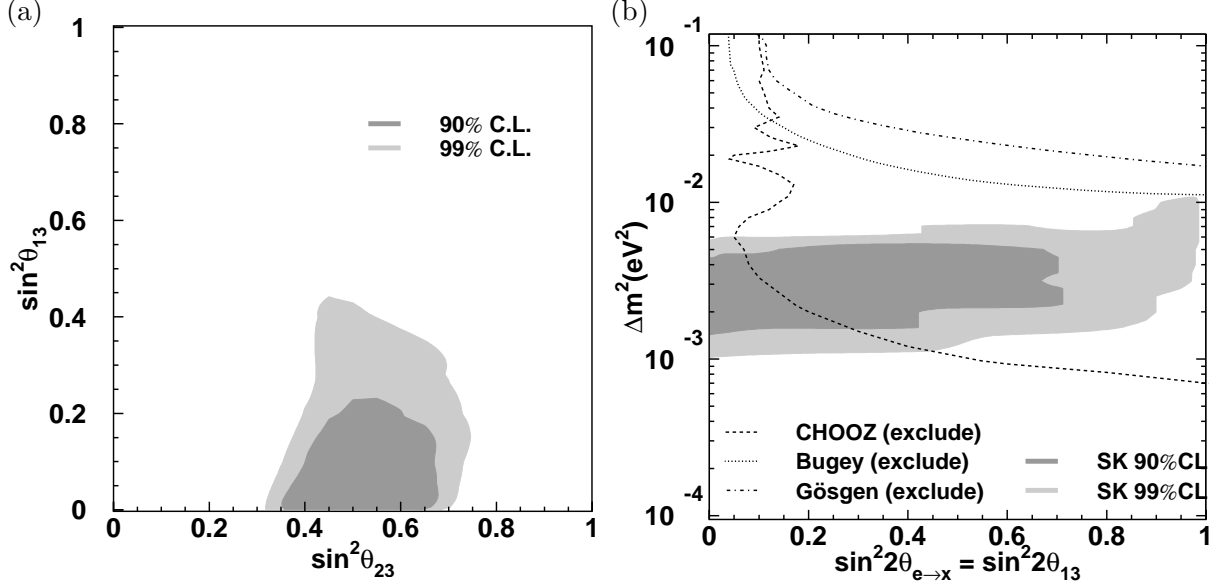 (a)
1
0.8
0.6
0.4
0.2
0
sin²θ₁₃
90% C.L.
99% C.L.
0 0.2 0.4 0.6 0.8 1
sin²θ₂₃
(b)
10⁻¹
10⁻²
10⁻³
10⁻⁴
Δm²(eV²)
CHOOZ (exclude)
Bugey (exclude) SK 90%CL
Gösgen (exclude) SK 99%CL
0 0.2 0.4 0.6 0.8 1
sin²2θₑ→ₓ = sin²2θ₁₃